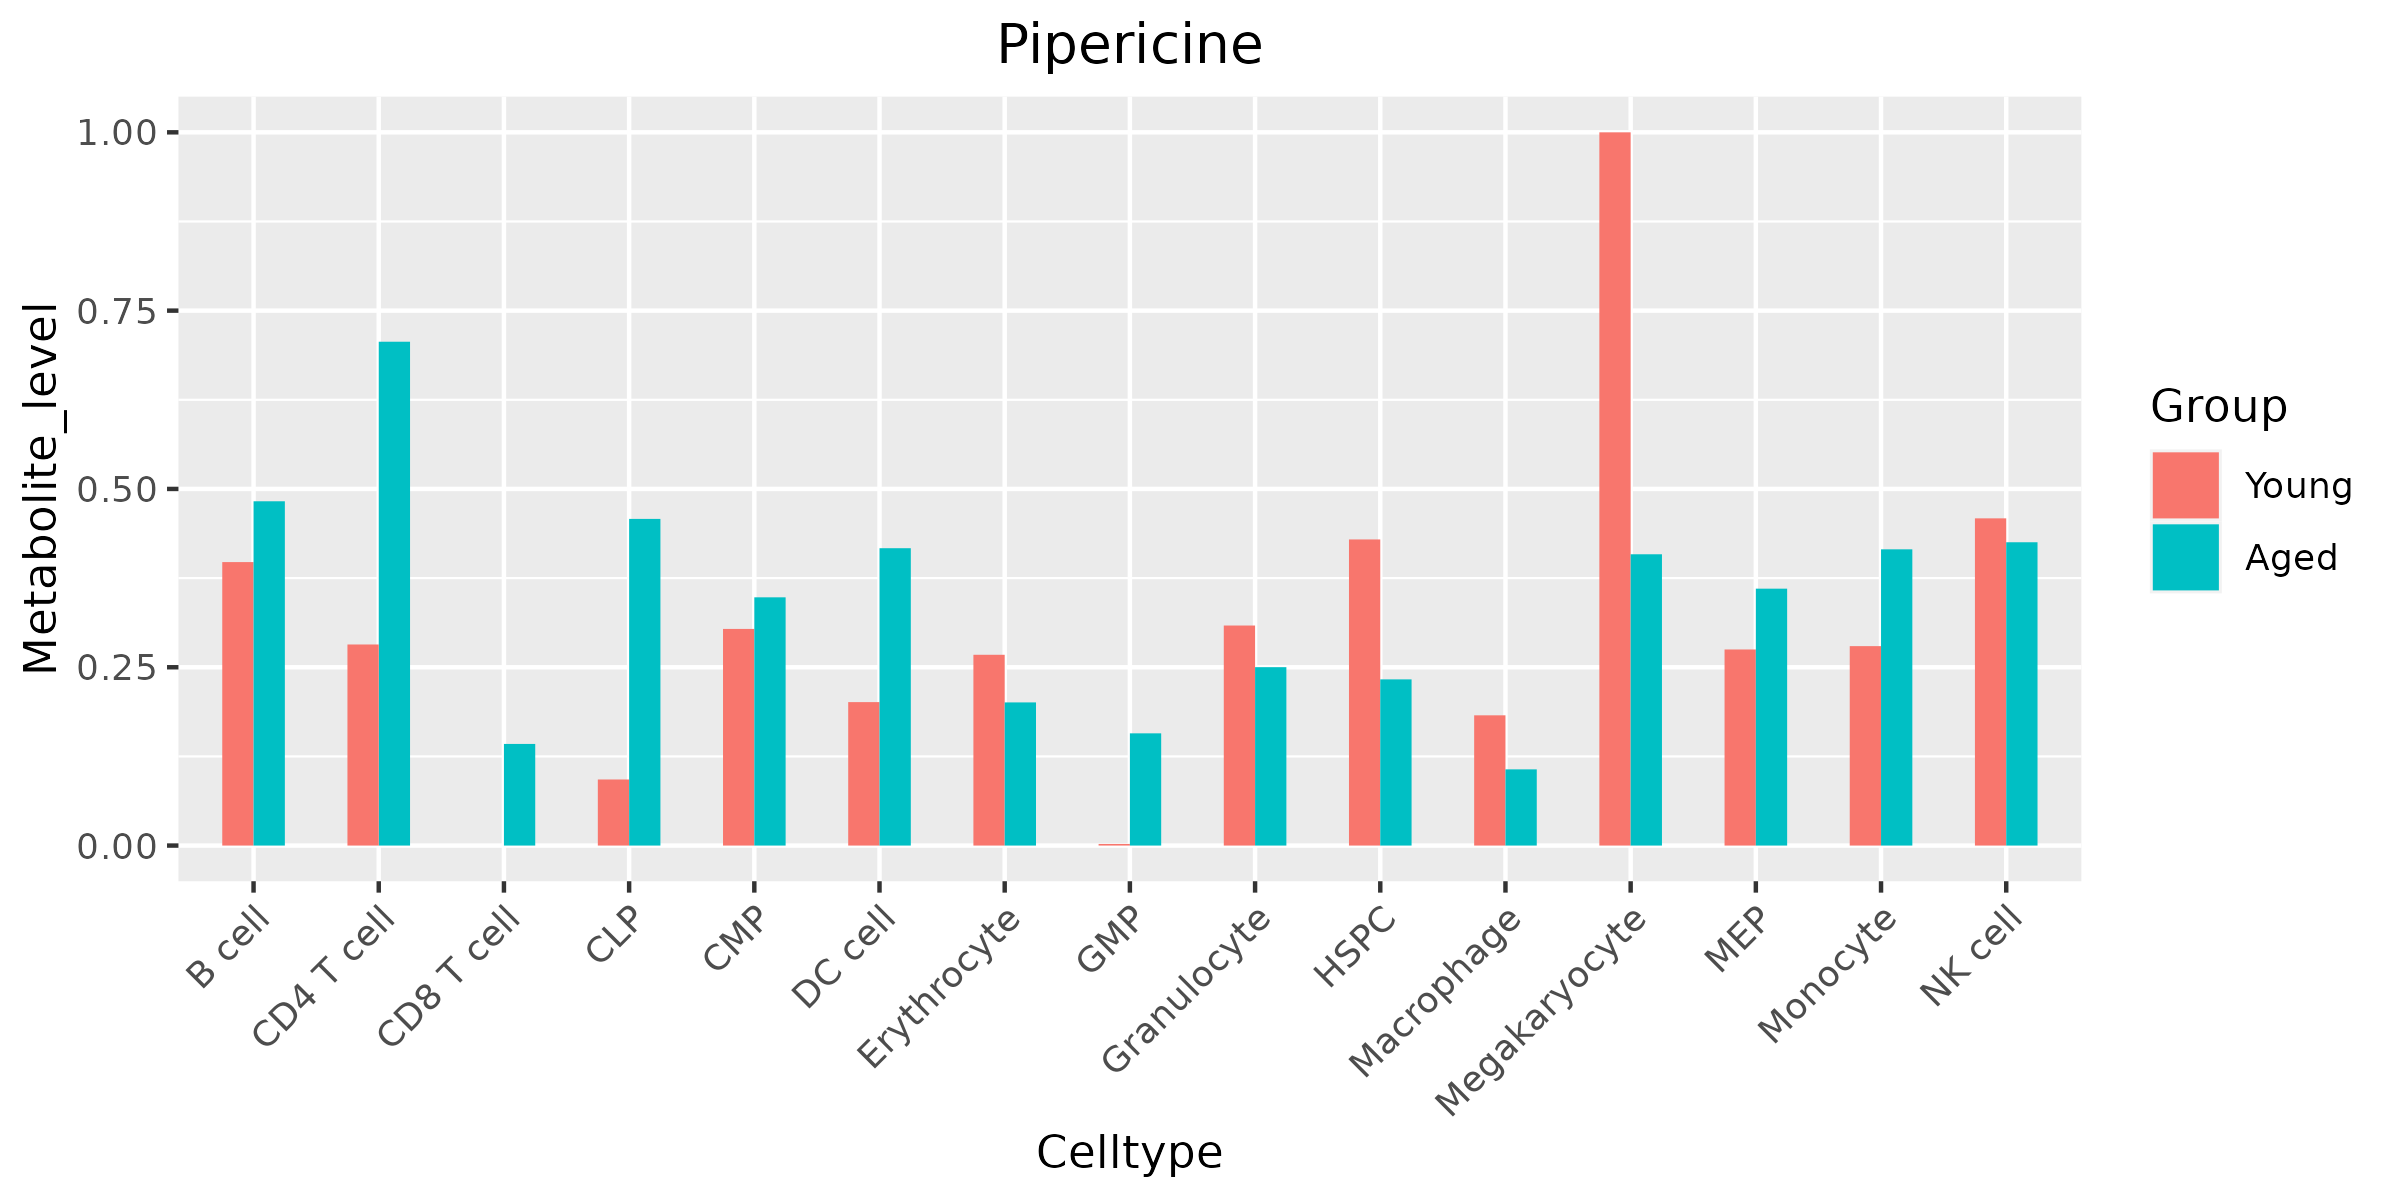 Pipericine
Metabolite_level
1.00
0.75
0.50
0.25
0.00
B cell
CD4 T cell
CD8 T cell
CLP
CMP
DC cell
Erythrocyte
GMP
Granulocyte
HSPC
Macrophage
Megakaryocyte
MEP
Monocyte
NK cell
Celltype
Group
Young
Aged